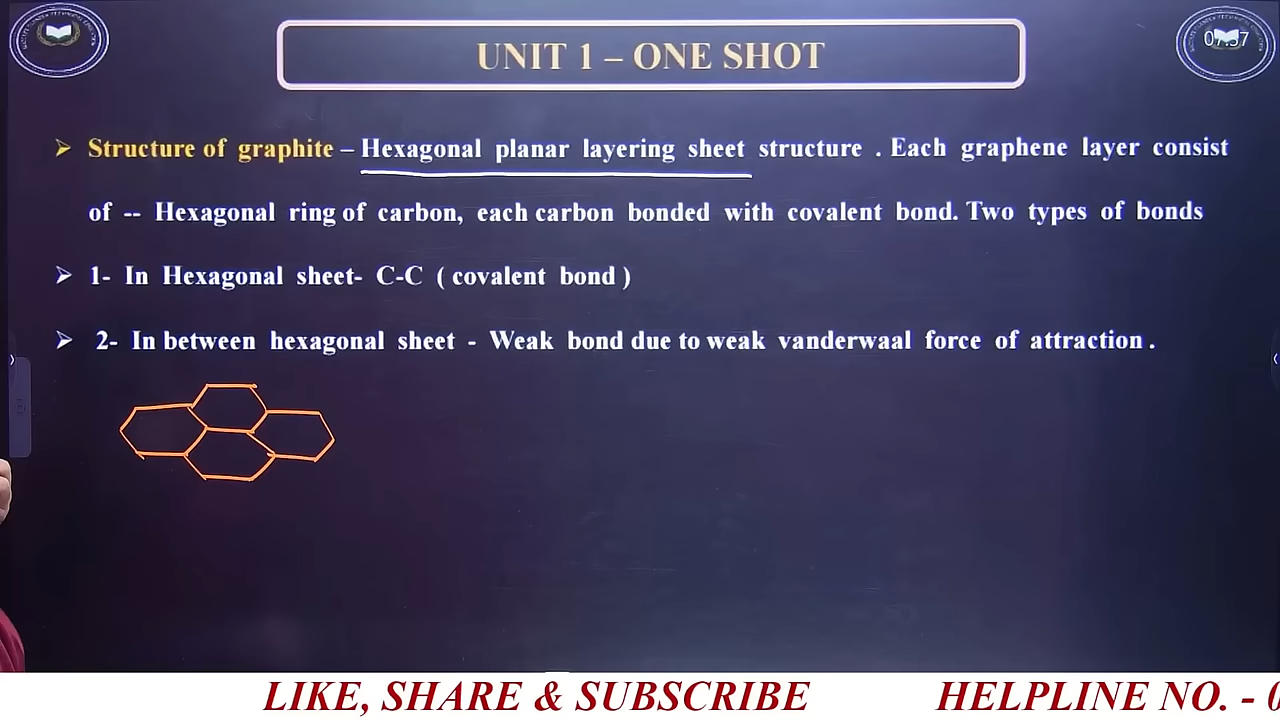 UNIT 1 – ONE SHOT
Structure of graphite – Hexagonal planar layering sheet structure . Each graphene layer consist
of -- Hexagonal ring of carbon, each carbon bonded with covalent bond. Two types of bonds
1- In Hexagonal sheet- C-C ( covalent bond )
2- In between hexagonal sheet - Weak bond due to weak vanderwaal force of attraction .
LIKE, SHARE & SUBSCRIBE HELPLINE NO. - 0